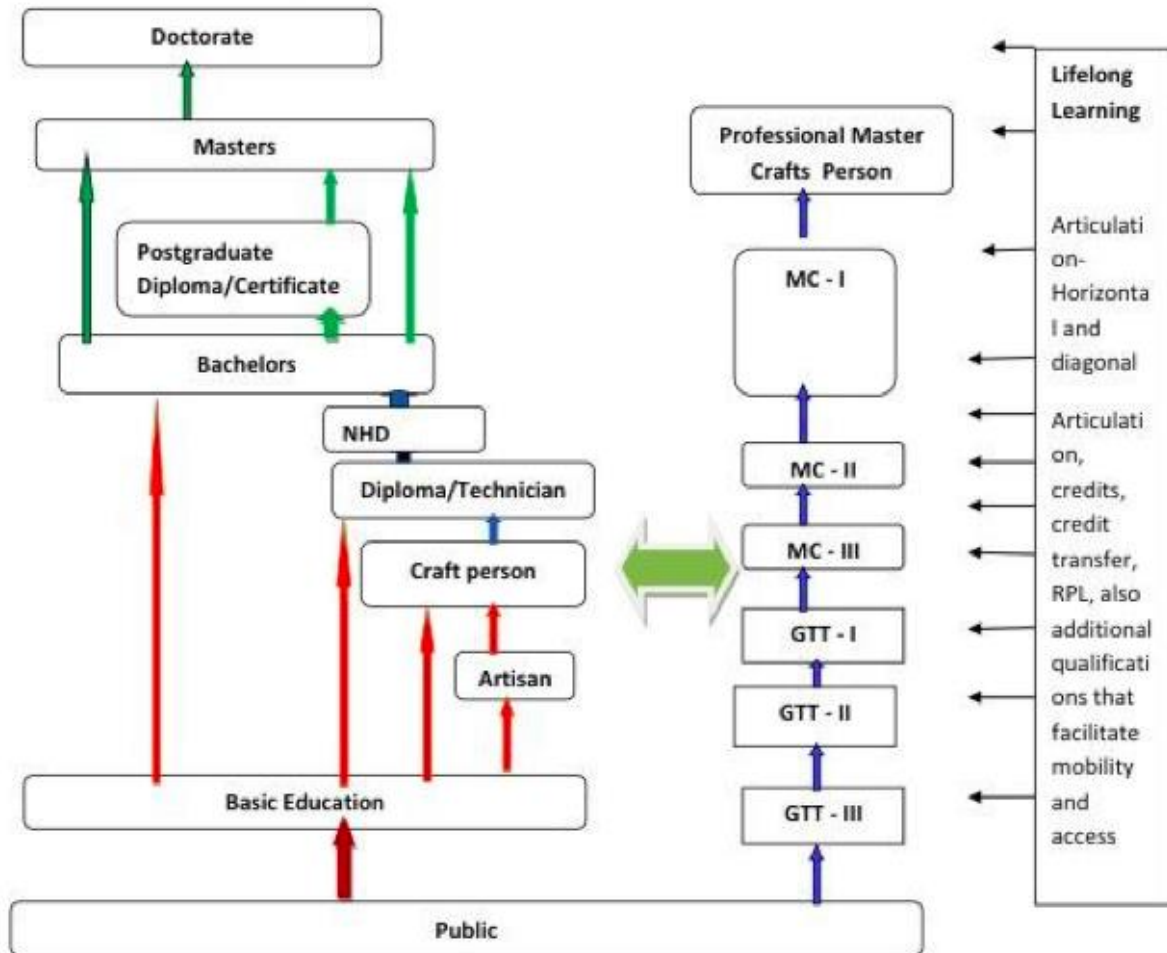 Doctorate
Masters
Postgraduate
Diploma/Certificate
Bachelors
NHD
Diploma/Technician
Craft person
Artisan
Basic Education
Public
Professional Master
Crafts Person
MC - I
MC - II
MC - III
GTT - I
GTT - II
GTT - III
Lifelong
Learning
Articulati
on-
Horizonta
l and
diagonal
Articulati
on,
credits,
credit
transfer,
RPL, also
additional
qualificati
ons that
facilitate
mobility
and
access